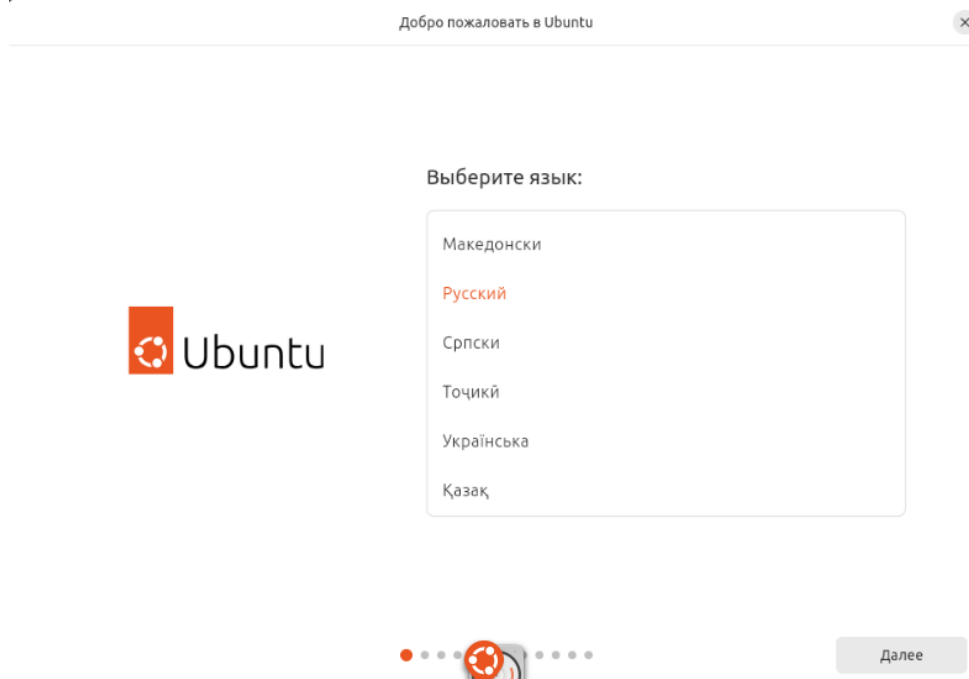 Добро пожаловать в Ubuntu
Выберите язык:
Македонски
Русский
Српски
Тоҷикӣ
Українська
Қазақ
Ubuntu
Далее